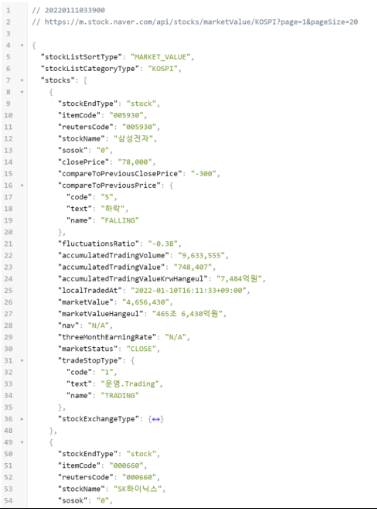 1 // 20220111033900
2 // https://m.stock.naver.com/api/stocks/marketValue/KOSPI?page=1&pageSize=20
3
4 {
5 "stockListSortType": "MARKET_VALUE",
6 "stockListCategoryType": "KOSPI",
7 "stocks": [
8 {
9 "stockEndType": "stock",
10 "itemCode": "005930",
11 "reutersCode": "005930",
12 "stockName": "삼성전자",
13 "sosok": "0",
14 "closePrice": "78,000",
15 "compareToPreviousClosePrice": "-300",
16 "compareToPreviousPrice": {
17 "code": "5",
18 "text": "하락",
19 "name": "FALLING"
20 },
21 "fluctuationsRatio": "-0.38",
22 "accumulatedTradingVolume": "9,633,555",
23 "accumulatedTradingValue": "748,407",
24 "accumulatedTradingValueKrwHangeul": "7,484억원",
25 "localTradedAt": "2022-01-10T16:11:33+09:00",
26 "marketValue": "4,656,430",
27 "marketValueHangeul": "465조 6,430억원",
28 "nav": "N/A",
29 "threeMonthEarningRate": "N/A",
30 "marketStatus": "CLOSE",
31 "tradeStopType": {
32 "code": "1",
33 "text": "운영.Trading",
34 "name": "TRADING"
35 },
36 "stockExchangeType": {↔}
48 },
49 {
50 "stockEndType": "stock",
51 "itemCode": "000660",
52 "reutersCode": "000660",
53 "stockName": "SK하이닉스",
54 "sosok": "0",